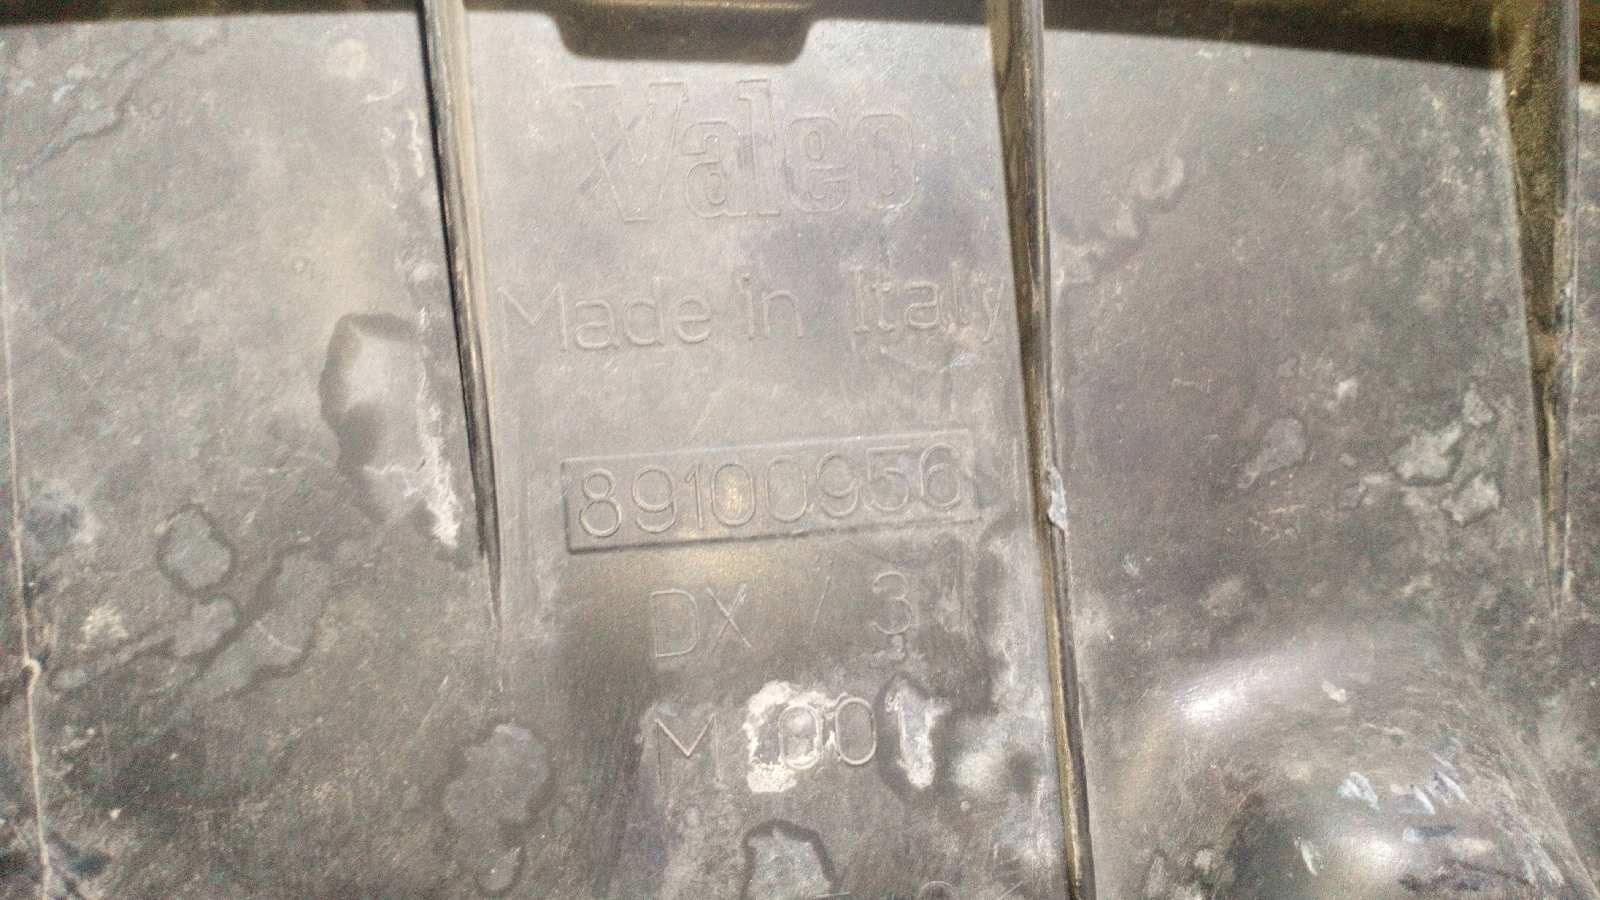 Valeo
Made in Italy
89100956
DX / 3
M 001